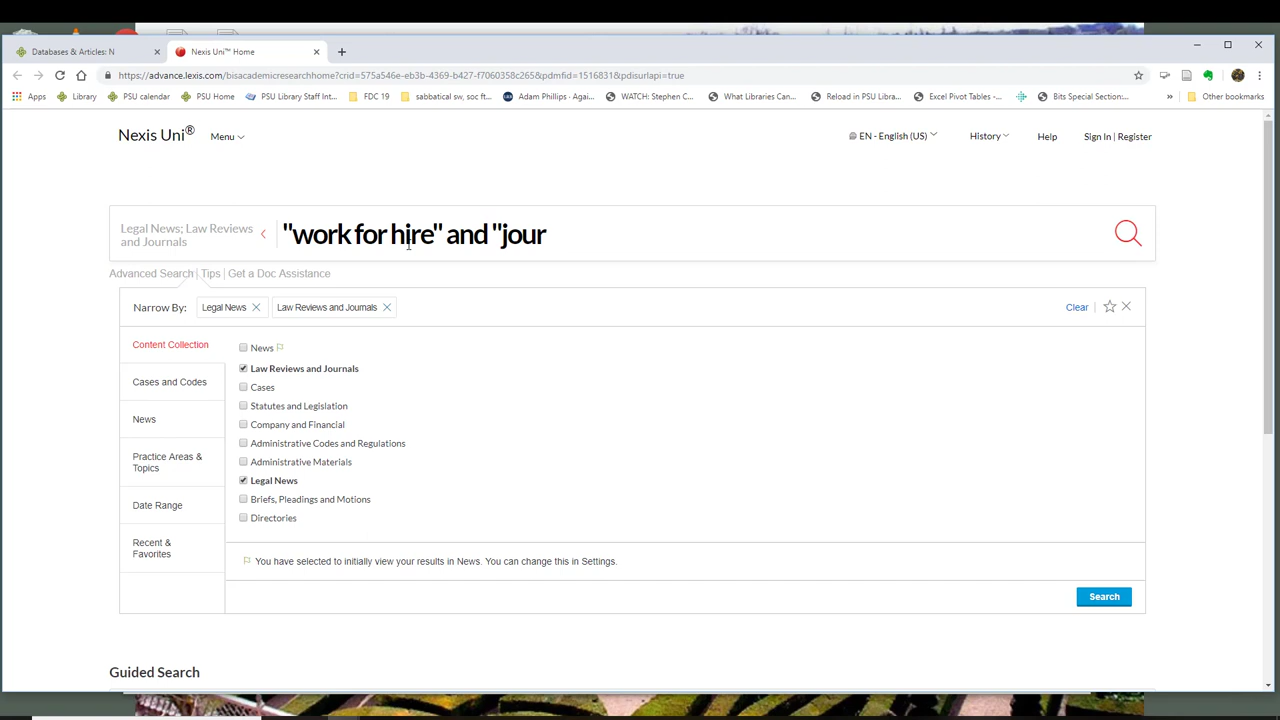 Databases & Articles: N
Nexis Uni™ Home
https://advance.lexis.com/bisacademicresearchhome?crid=575a546e-eb3b-4369-b427-f7060358c265&pdmfid=1516831&pdisurlapi=true
Apps
Library
PSU calendar
PSU Home
PSU Library Staff Int...
FDC 19
sabbatical sw, soc ft...
Adam Phillips - Agai...
WATCH: Stephen C...
What Libraries Can...
Reload in PSU Libra...
Excel Pivot Tables -...
Bits Special Section:...
»
Other bookmarks
Nexis Uni®
Menu
EN - English (US)
History
Help
Sign In | Register
Legal News; Law Reviews
and Journals
"work for hire" and "jour
Advanced Search | Tips | Get a Doc Assistance
Narrow By:
Legal News
Law Reviews and Journals
Clear
Content Collection
Cases and Codes
News
Practice Areas &
Topics
Date Range
Recent &
Favorites
News
Law Reviews and Journals
Cases
Statutes and Legislation
Company and Financial
Administrative Codes and Regulations
Administrative Materials
Legal News
Briefs, Pleadings and Motions
Directories
You have selected to initially view your results in News. You can change this in Settings.
Search
Guided Search